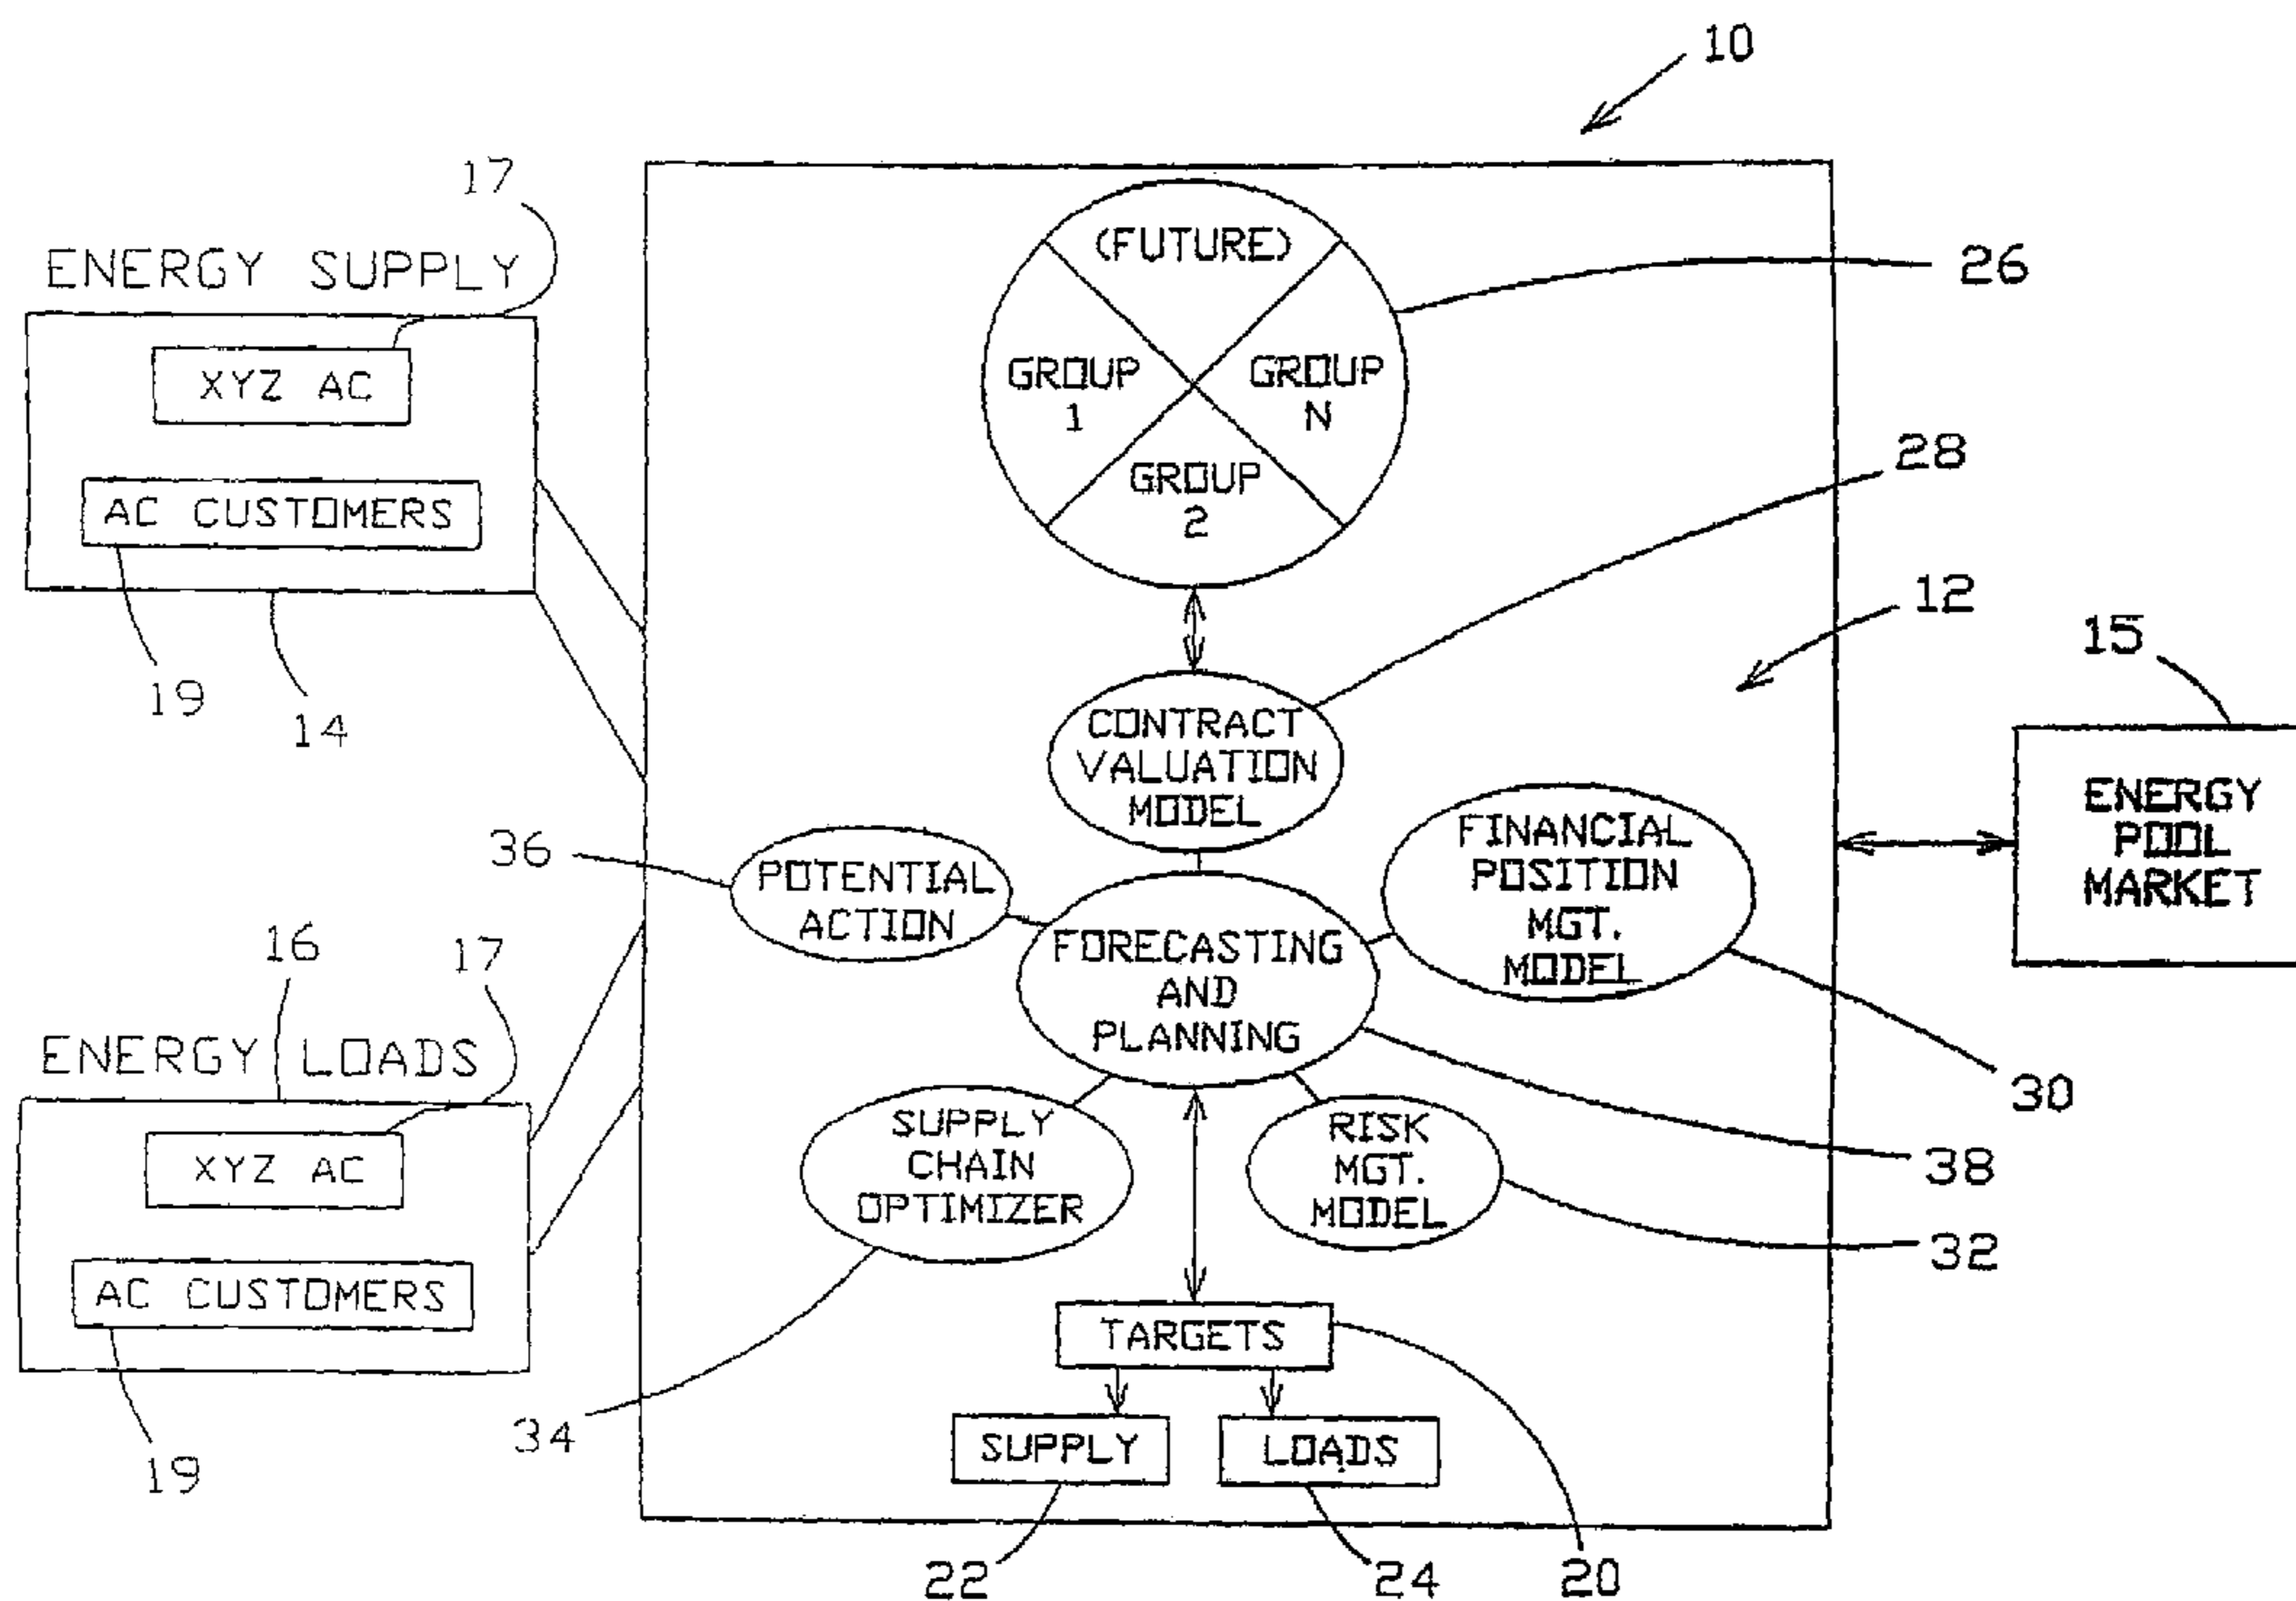 10
17
ENERGY SUPPLY
XYZ AC
AC CUSTOMERS
19
14
(FUTURE)
GROUP
1
GROUP
N
GROUP
2
26
28
CONTRACT
VALUATION
MODEL
12
15
ENERGY
POOL
MARKET
36
POTENTIAL
ACTION
FINANCIAL
POSITION
MGT.
MODEL
FORECASTING
AND
PLANNING
30
16
17
ENERGY LOADS
XYZ AC
AC CUSTOMERS
19
SUPPLY
CHAIN
OPTIMIZER
RISK
MGT.
MODEL
38
32
34
TARGETS
SUPPLY
LOADS
22
24
20